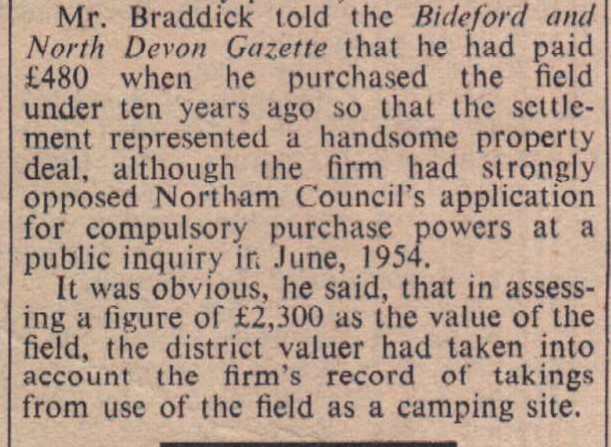 Mr. Braddick told the Bideford and
North Devon Gazette that he had paid
£480 when he purchased the field
under ten years ago so that the settle-
ment represented a handsome property
deal, although the firm had strongly
opposed Northam Council's application
for compulsory purchase powers at a
public inquiry in June, 1954.
It was obvious, he said, that in assess-
ing a figure of £2,300 as the value of the
field, the district valuer had taken into
account the firm's record of takings
from use of the field as a camping site.